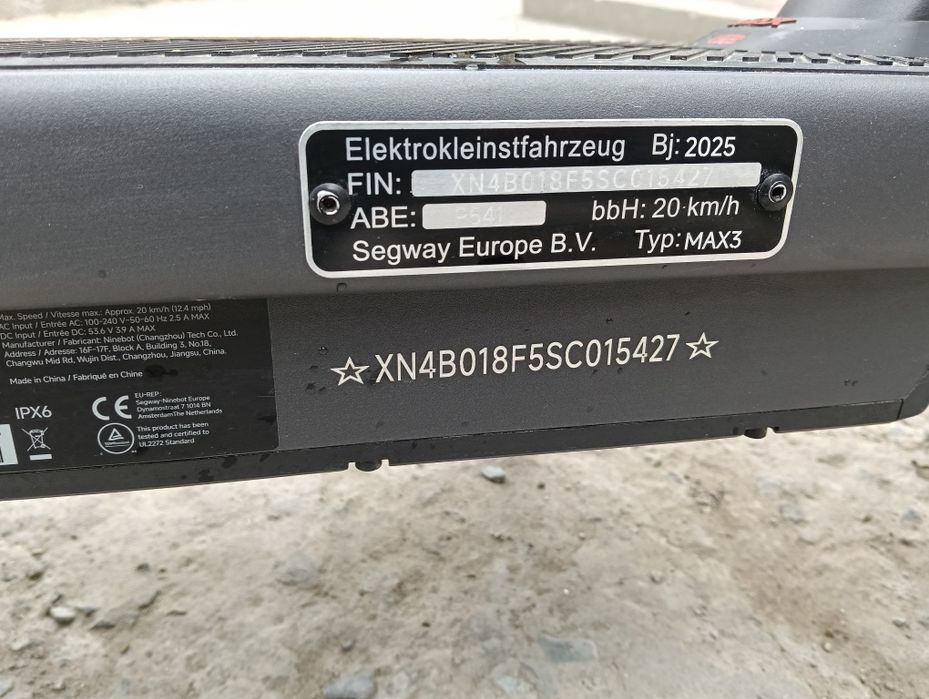 Elektrokleinstfahrzeug Bj: 2025
FIN: XN4B018F5SC015427
ABE: P541
bbH: 20 km/h
Segway Europe B.V. Typ: MAX3
☆XN4B018F5SC015427☆
Max. Speed / Vitesse max.: Approx. 20 km/h (12.4 mph)
AC Input / Entrée AC: 100-240 V~50-60 Hz 2.5 A MAX
DC Input / Entrée DC: 53.6 V 3.9 A MAX
Manufacturer / Fabricant: Ninebot (Changzhou) Tech Co., Ltd.
Address / Adresse: 16F-17F, Block A, Building 3, No.18,
Changwu Mid Rd, Wujin Dist., Changzhou, Jiangsu, China.
Made in China / Fabriqué en Chine
IPX6
CE
EU-REP:
Segway-Ninebot Europe
Dynamostraat 7 1014 BN
AmsterdamThe Netherlands
This product has been
tested and certified to
UL2272 Standard